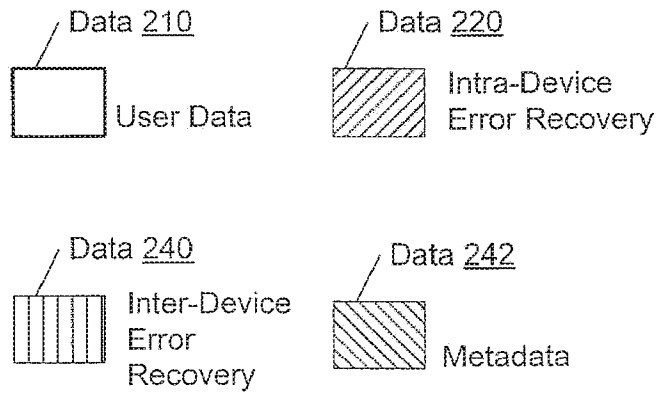 Data 210
User Data
Data 220
Intra-Device
Error Recovery
Data 240
Inter-Device
Error
Recovery
Data 242
Metadata